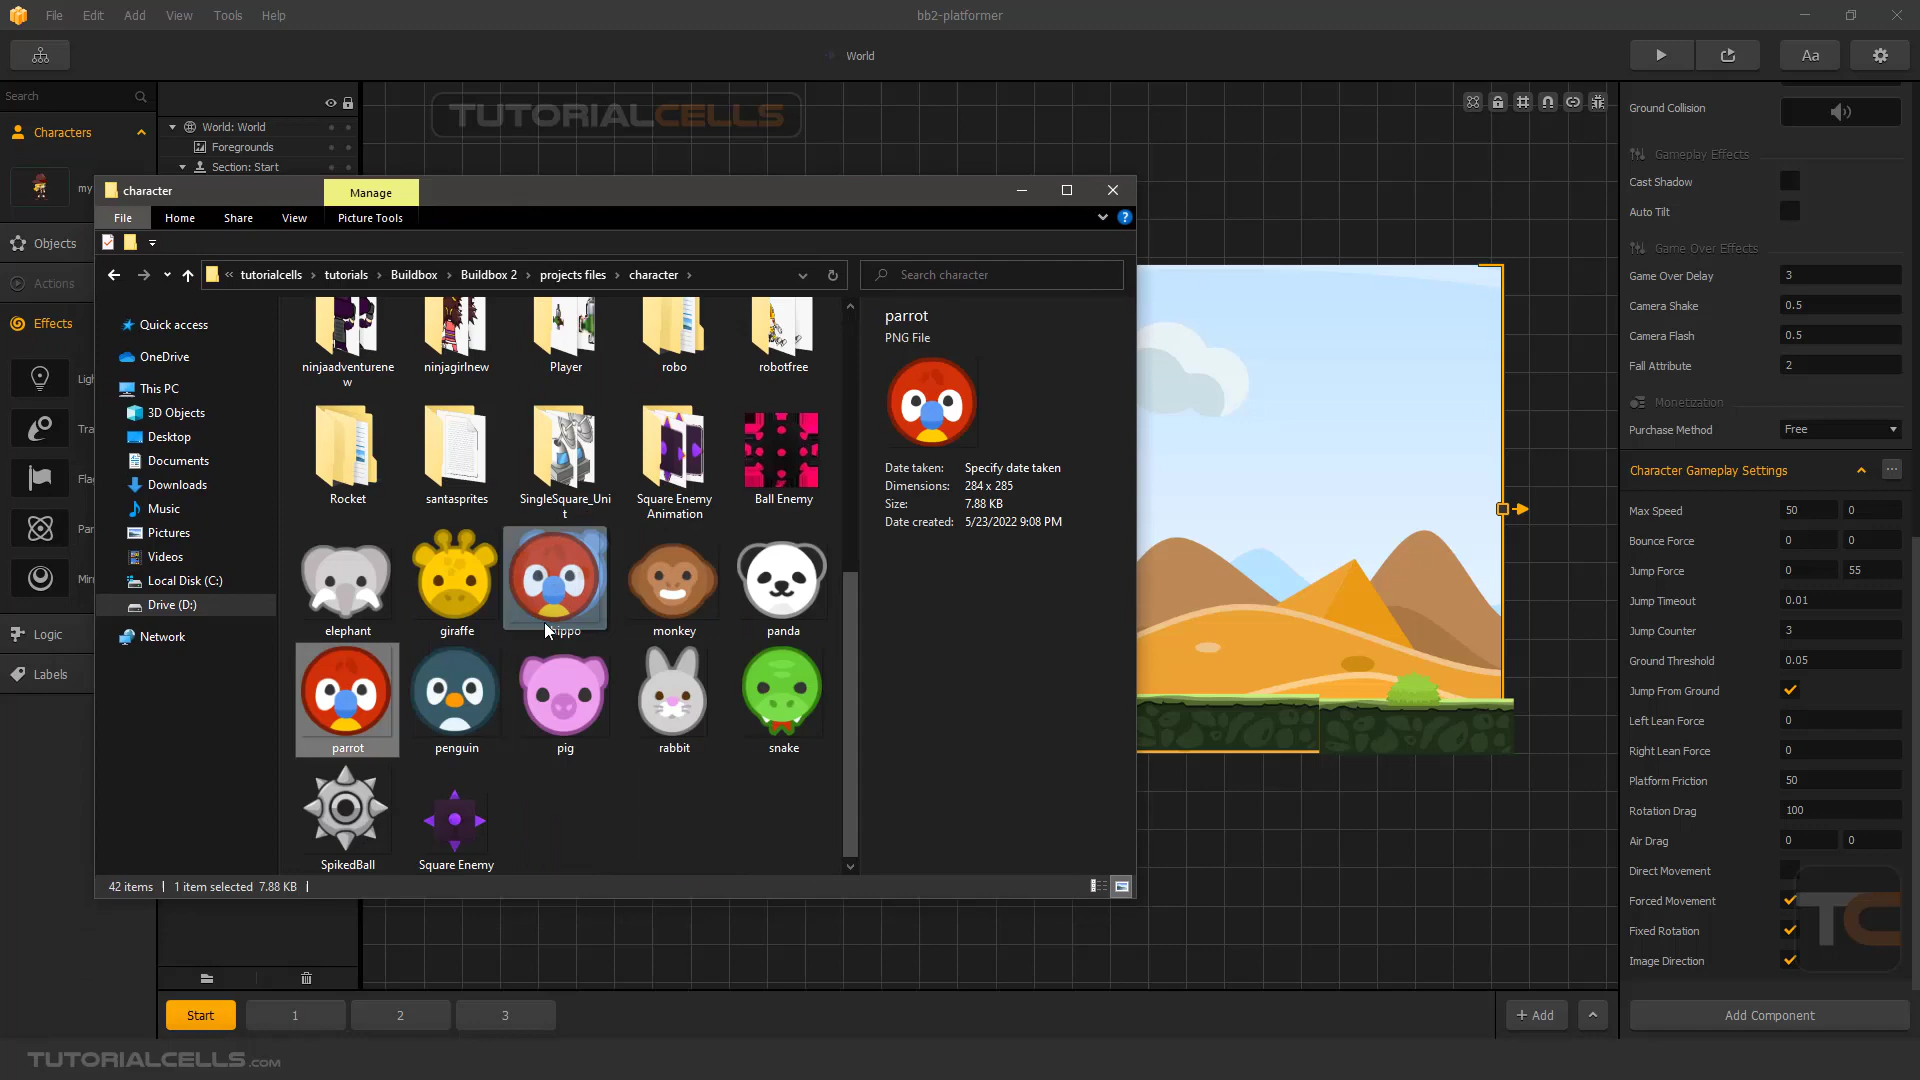 File Edit Add View Tools Help
bb2-platformer
World
Aa
Search
Characters
World: World
Foregrounds
Section: Start
TUTORIALCELLS
my
Objects
Actions
Effects
Ligh
Tra
Flag
Par
Mirr
Logic
Labels
character
Manage
File Home Share View Picture Tools
tutorialcells › tutorials › Buildbox › Buildbox 2 › projects files › character ›
Search character
Quick access
OneDrive
This PC
3D Objects
Desktop
Documents
Downloads
Music
Pictures
Videos
Local Disk (C:)
Drive (D:)
Network
ninjaadventurenew
ninjagirlnew
Player
robo
robotfree
Rocket
santasprites
SingleSquare_Unit
Square Enemy Animation
Ball Enemy
elephant
giraffe
hippo
monkey
panda
parrot
penguin
pig
rabbit
snake
SpikedBall
Square Enemy
parrot
PNG File
Date taken: Specify date taken
Dimensions: 284 x 285
Size: 7.88 KB
Date created: 5/23/2022 9:08 PM
42 items 1 item selected 7.88 KB
Ground Collision
Gameplay Effects
Cast Shadow
Auto Tilt
Game Over Effects
Game Over Delay 3
Camera Shake 0.5
Camera Flash 0.5
Fall Attribute 2
Monetization
Purchase Method Free
Character Gameplay Settings
Max Speed 50 0
Bounce Force 0 0
Jump Force 0 55
Jump Timeout 0.01
Jump Counter 3
Ground Threshold 0.05
Jump From Ground
Left Lean Force 0
Right Lean Force 0
Platform Friction 50
Rotation Drag 100
Air Drag 0 0
Direct Movement
Forced Movement
Fixed Rotation
Image Direction
TC
Start 1 2 3
+ Add
Add Component
TUTORIALCELLS.COM